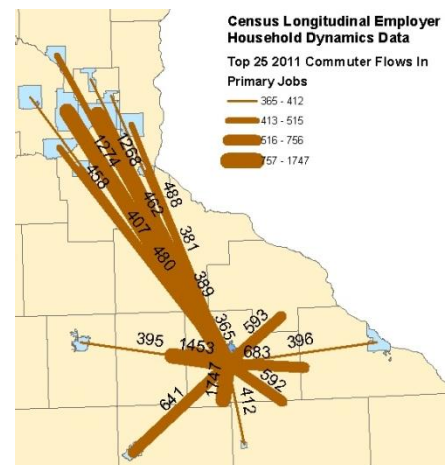 Census Longitudinal Employer
Household Dynamics Data
Top 25 2011 Commuter Flows In
Primary Jobs
365 - 412
413 - 515
516 - 756
757 - 1747
1274
1268
458
462
488
407
381
480
389
365
593
395
1453
683
396
1747
592
641
412